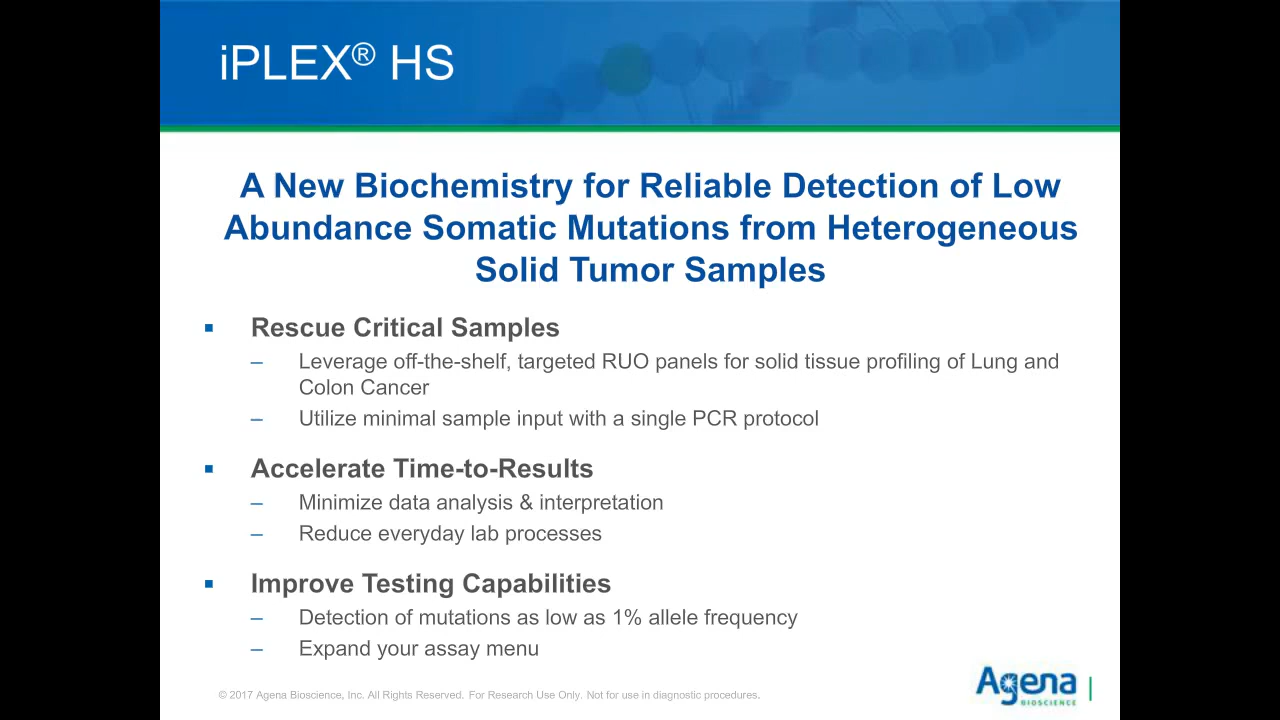 iPLEX® HS
A New Biochemistry for Reliable Detection of Low
Abundance Somatic Mutations from Heterogeneous
Solid Tumor Samples
▪ Rescue Critical Samples
– Leverage off-the-shelf, targeted RUO panels for solid tissue profiling of Lung and
Colon Cancer
– Utilize minimal sample input with a single PCR protocol
▪ Accelerate Time-to-Results
– Minimize data analysis & interpretation
– Reduce everyday lab processes
▪ Improve Testing Capabilities
– Detection of mutations as low as 1% allele frequency
– Expand your assay menu
© 2017 Agena Bioscience, Inc. All Rights Reserved. For Research Use Only. Not for use in diagnostic procedures.
Agena
BIOSCIENCE